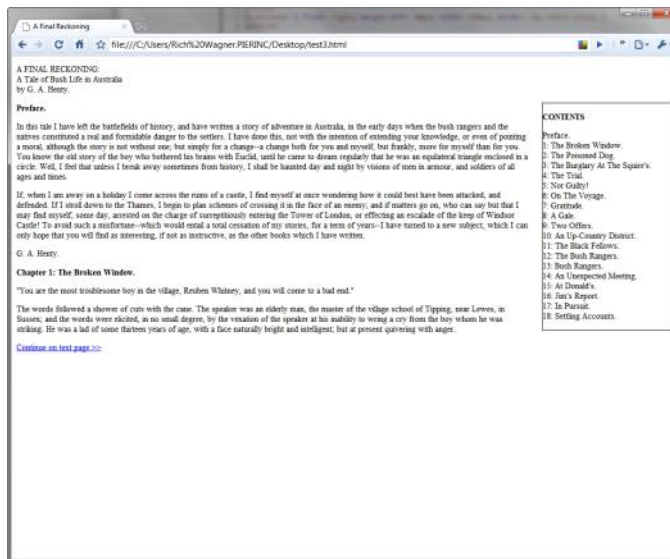 A Final Reckoning
file:///C:/Users/Rich%20Wagner.PIERINC/Desktop/test3.html
A FINAL RECKONING:
A Tale of Bush Life in Australia
by G. A. Henty.
Preface.
In this tale I have left the battlefields of history, and have written a story of adventure in Australia, in the early days when the bush rangers and the
natives constituted a real and formidable danger to the settlers. I have done this, not with the intention of extending your knowledge, or even of pointing
a moral, although the story is not without one; but simply for a change--a change both for you and myself, but frankly, more for myself than for you.
You know the old story of the boy who bothered his brains with Euclid, until he came to dream regularly that he was an equilateral triangle enclosed in a
circle. Well, I feel that unless I break away sometimes from history, I shall be haunted day and night by visions of men in armour, and soldiers of all
ages and times.
If, when I am away on a holiday I come across the ruins of a castle, I find myself at once wondering how it could best have been attacked, and
defended. If I stroll down to the Thames, I begin to plan schemes of crossing it in the face of an enemy; and if matters go on, who can say but that I
may find myself, some day, arrested on the charge of surreptitiously entering the Tower of London, or effecting an escalade of the keep of Windsor
Castle! To avoid such a misfortune--which would entail a total cessation of my stories, for a term of years--I have turned to a new subject, which I can
only hope that you will find as interesting, if not as instructive, as the other books which I have written.
G. A. Henty.
Chapter 1: The Broken Window.
"You are the most troublesome boy in the village, Reuben Whitney, and you will come to a bad end."
The words followed a shower of cuts with the cane. The speaker was an elderly man, the master of the village school of Tipping, near Lewes, in
Sussex; and the words were elicited, in no small degree, by the vexation of the speaker at his inability to wring a cry from the boy whom he was
striking. He was a lad of some thirteen years of age, with a face naturally bright and intelligent; but at present quivering with anger.
Continue on text page >>
CONTENTS
Preface.
1: The Broken Window.
2: The Poisoned Dog.
3: The Burglary At The Squire's.
4: The Trial.
5: Not Guilty!
6: On The Voyage.
7: Gratitude.
8: A Gale.
9: Two Offers.
10: An Up-Country District.
11: The Black Fellows.
12: The Bush Rangers.
13: Bush Rangers.
14: An Unexpected Meeting.
15: At Donald's.
16: Jim's Report.
17: In Pursuit.
18: Settling Accounts.